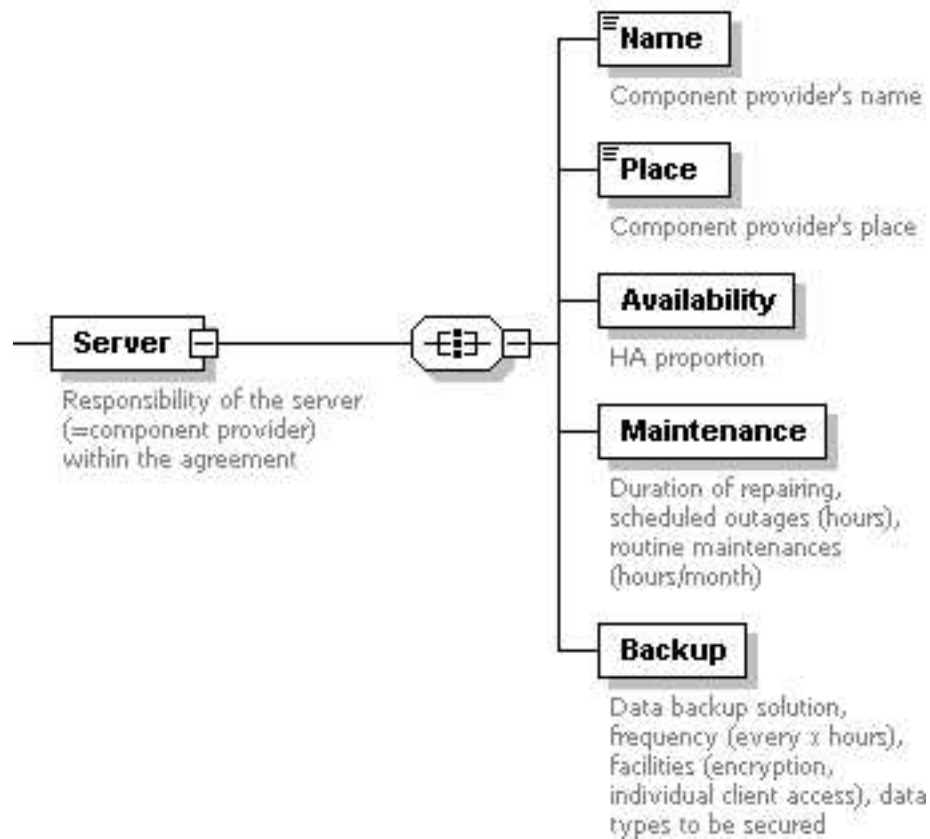 Name
Component provider's name
Place
Component provider's place
Availability
HA proportion
Server
Responsibility of the server
(=component provider)
within the agreement
Maintenance
Duration of repairing,
scheduled outages (hours),
routine maintenances
(hours/month)
Backup
Data backup solution,
frequency (every x hours),
facilities (encryption,
individual client access), data
types to be secured